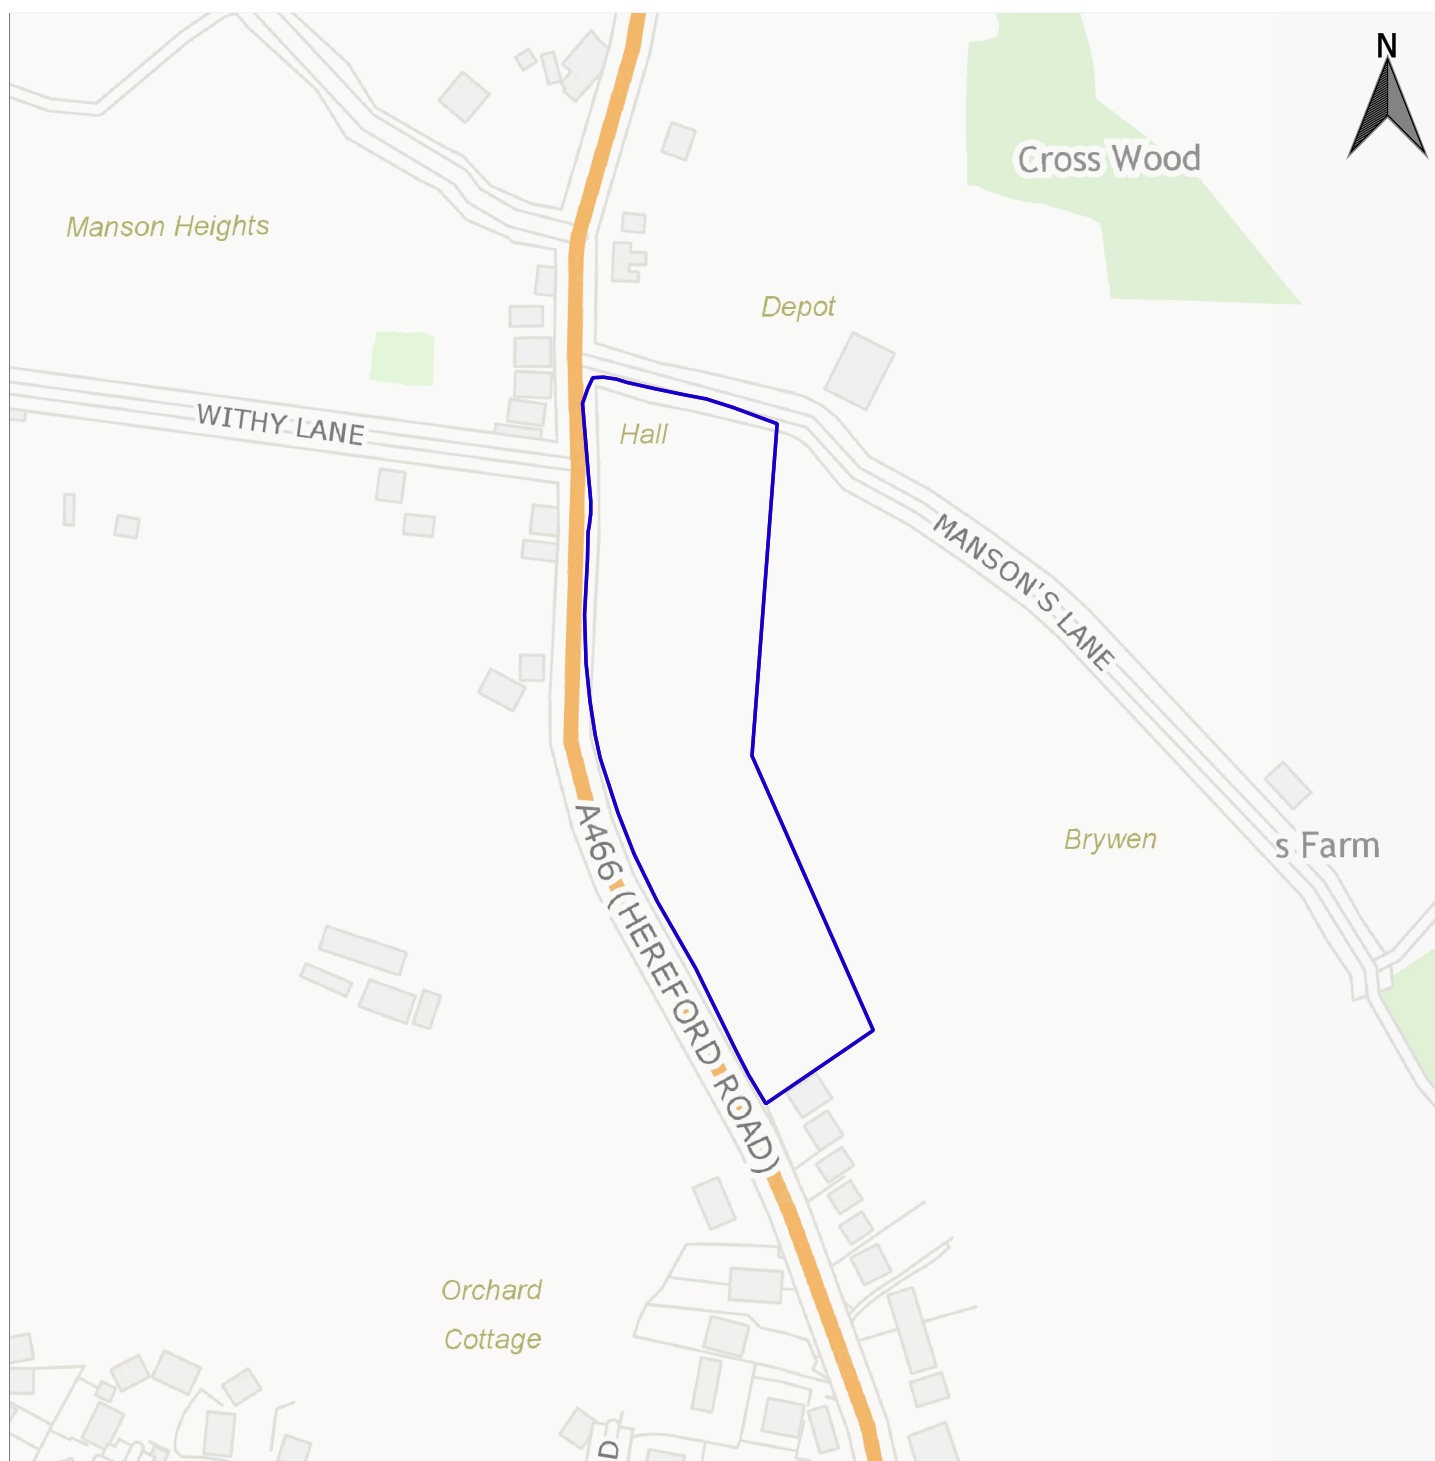 N
Cross Wood
Manson Heights
Depot
WITHY LANE
Hall
MANSON'S LANE
A466 (HEREFORD ROAD)
Brywen
s Farm
Orchard
Cottage
D